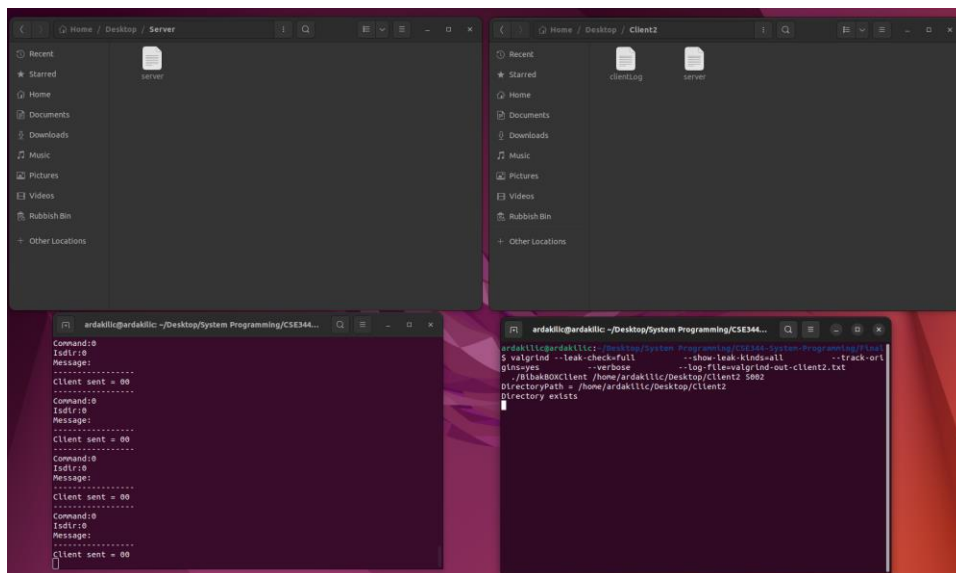 Home / Desktop / Server
Recent
Starred
Home
Documents
Downloads
Music
Pictures
Videos
Rubbish Bin
+ Other Locations
server
Home / Desktop / Client2
Recent
Starred
Home
Documents
Downloads
Music
Pictures
Videos
Rubbish Bin
+ Other Locations
clientLog
server
ardakilic@ardakilic: ~/Desktop/System Programming/CSE344...
Command:0
Isdir:0
Message:
-----------------
Client sent = 00
-----------------
Command:0
Isdir:0
Message:
-----------------
Client sent = 00
-----------------
Command:0
Isdir:0
Message:
-----------------
Client sent = 00
-----------------
Command:0
Isdir:0
Message:
-----------------
Client sent = 00
ardakilic@ardakilic: ~/Desktop/System Programming/CSE344...
ardakilic@ardakilic:~/Desktop/System Programming/CSE344-System-Programming/Final
$ valgrind --leak-check=full --show-leak-kinds=all --track-ori
gins=yes --verbose --log-file=valgrind-out-client2.txt
./BibakBOXClient /home/ardakilic/Desktop/Client2 5002
DirectoryPath = /home/ardakilic/Desktop/Client2
Directory exists